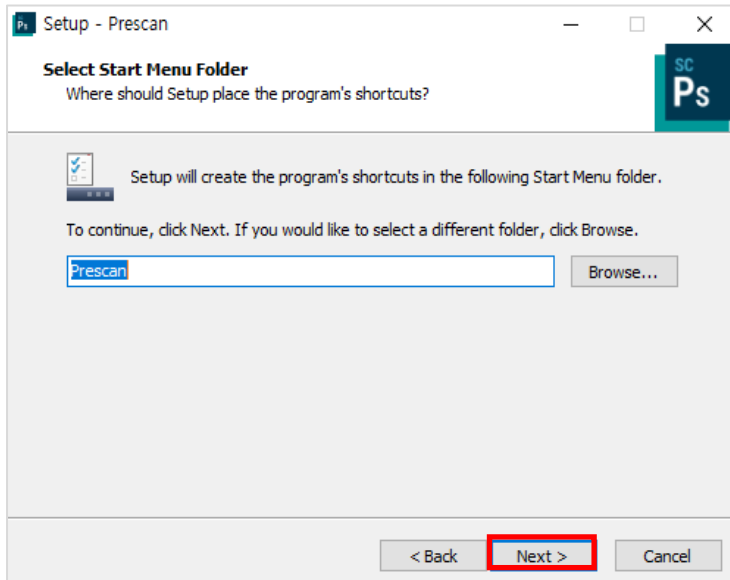 Ps Setup - Prescan
Select Start Menu Folder
Where should Setup place the program's shortcuts?
SC
Ps
Setup will create the program's shortcuts in the following Start Menu folder.
To continue, click Next. If you would like to select a different folder, click Browse.
Prescan
Browse...
< Back
Next >
Cancel